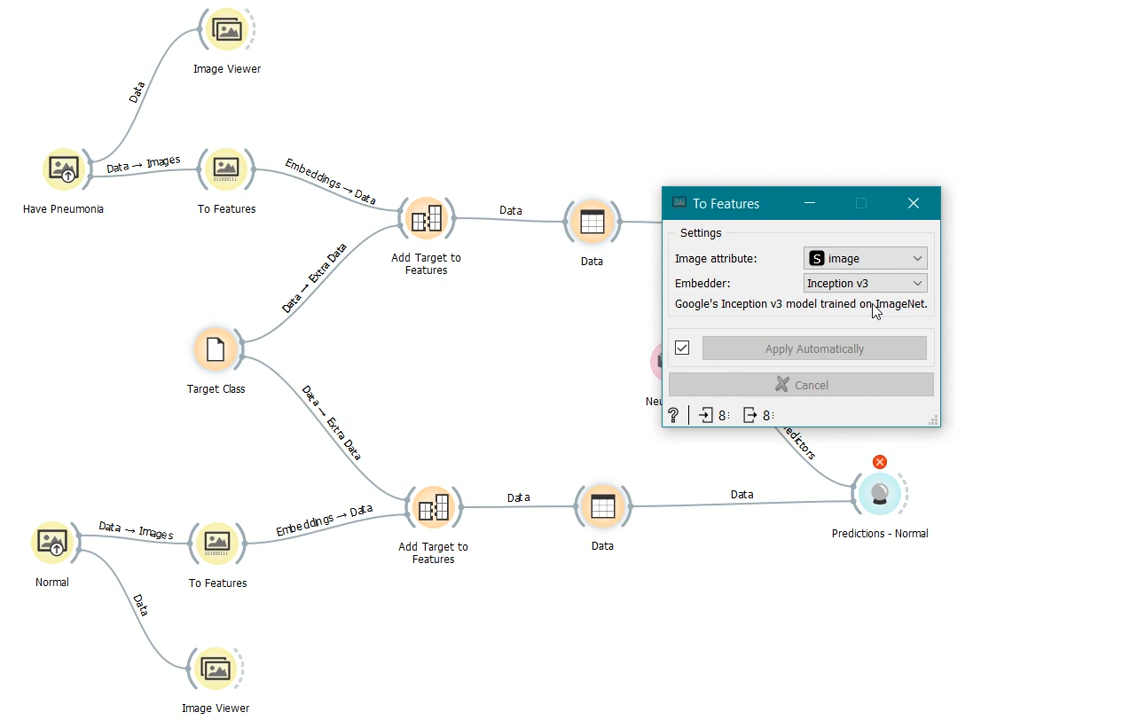 Image Viewer
Data
Data → Images
Embeddings → Data
Have Pneumonia
To Features
Data
Add Target to
Features
Data
Data → Extra Data
Target Class
Data → Extra Data
To Features
Settings
Image attribute:
S image
Embedder:
Inception v3
Google's Inception v3 model trained on ImageNet.
Apply Automatically
Cancel
? 8 8
Data
Data
Predictions - Normal
Data → Images
Embeddings → Data
Add Target to
Features
Data
Normal
To Features
Data
Image Viewer